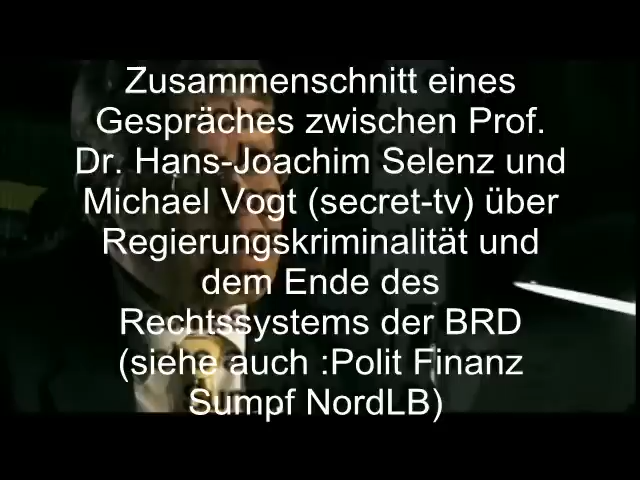 Zusammenschnitt eines
Gespräches zwischen Prof.
Dr. Hans-Joachim Selenz und
Michael Vogt (secret-tv) über
Regierungskriminalität und
dem Ende des
Rechtssystems der BRD
(siehe auch :Polit Finanz
Sumpf NordLB)